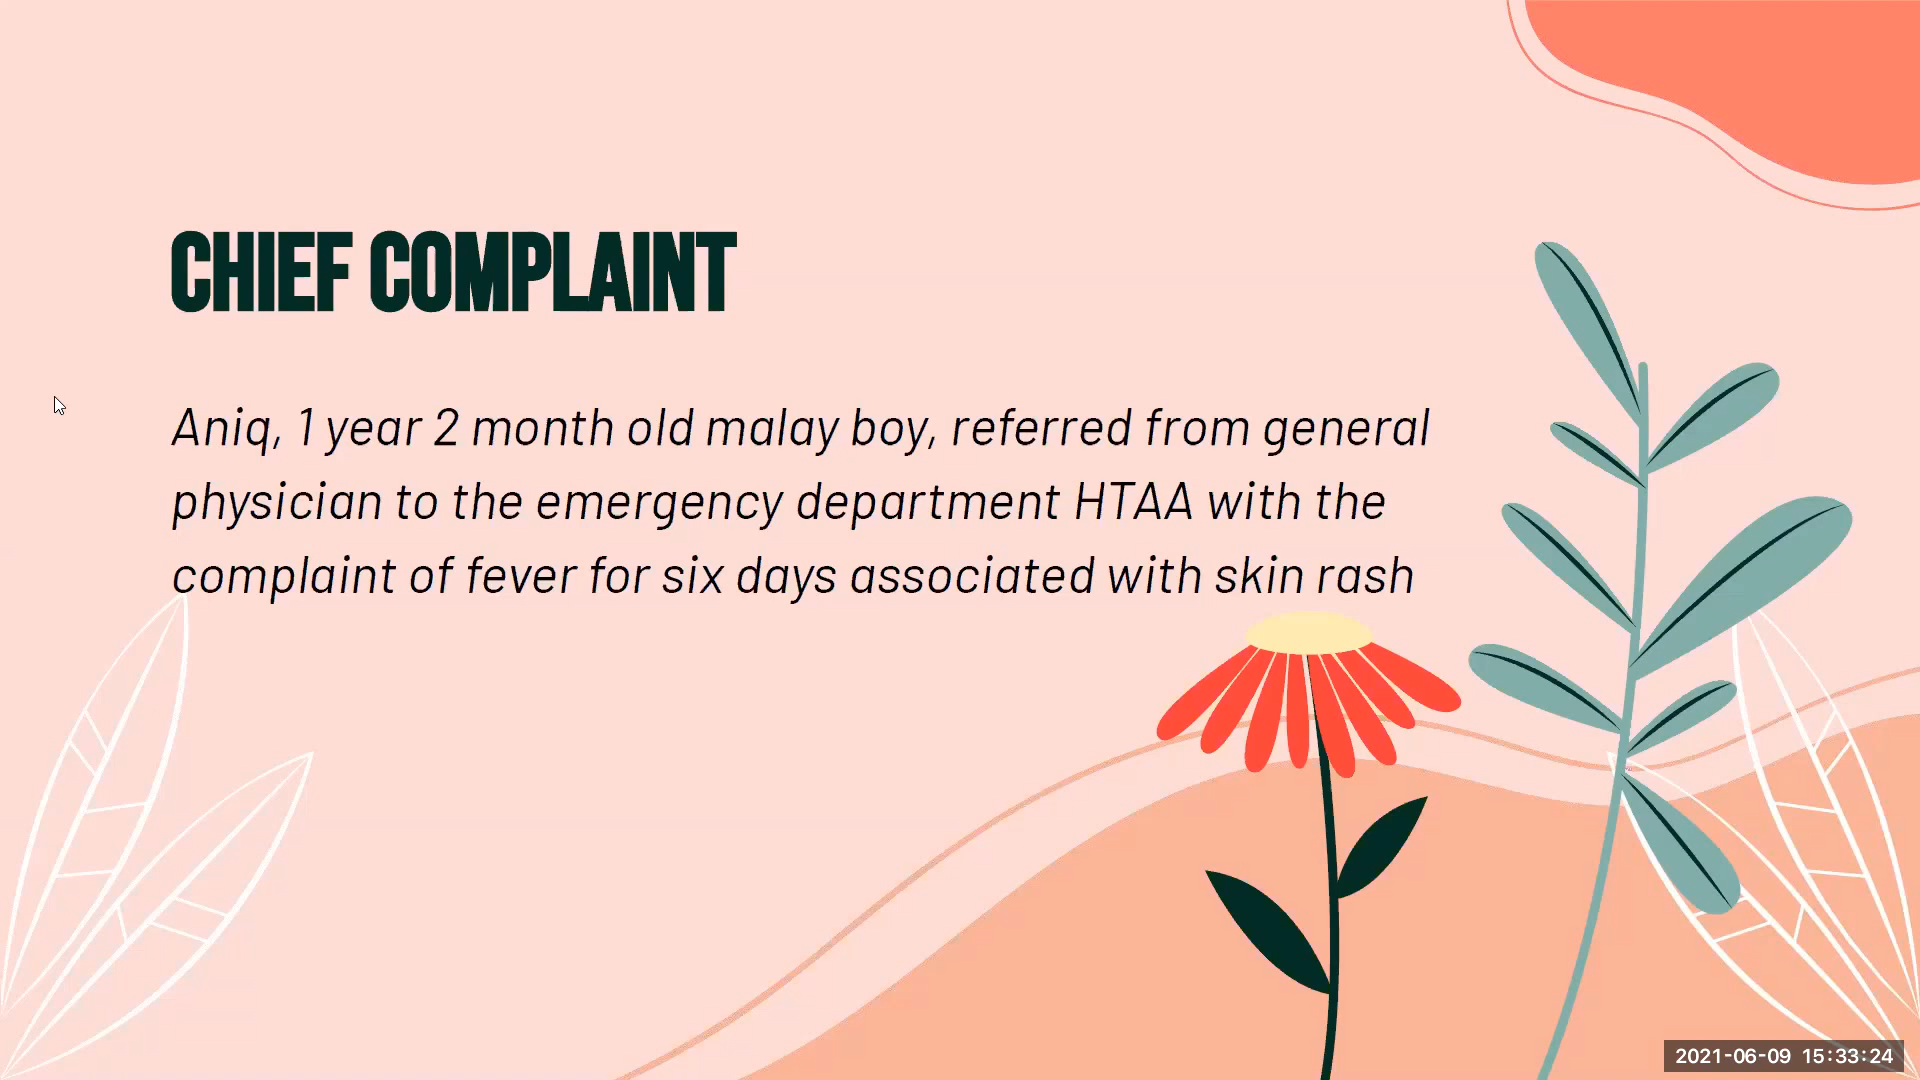 CHIEF COMPLAINT
Aniq, 1 year 2 month old malay boy, referred from general
physician to the emergency department HTAA with the
complaint of fever for six days associated with skin rash
2021-06-09 15:33:24